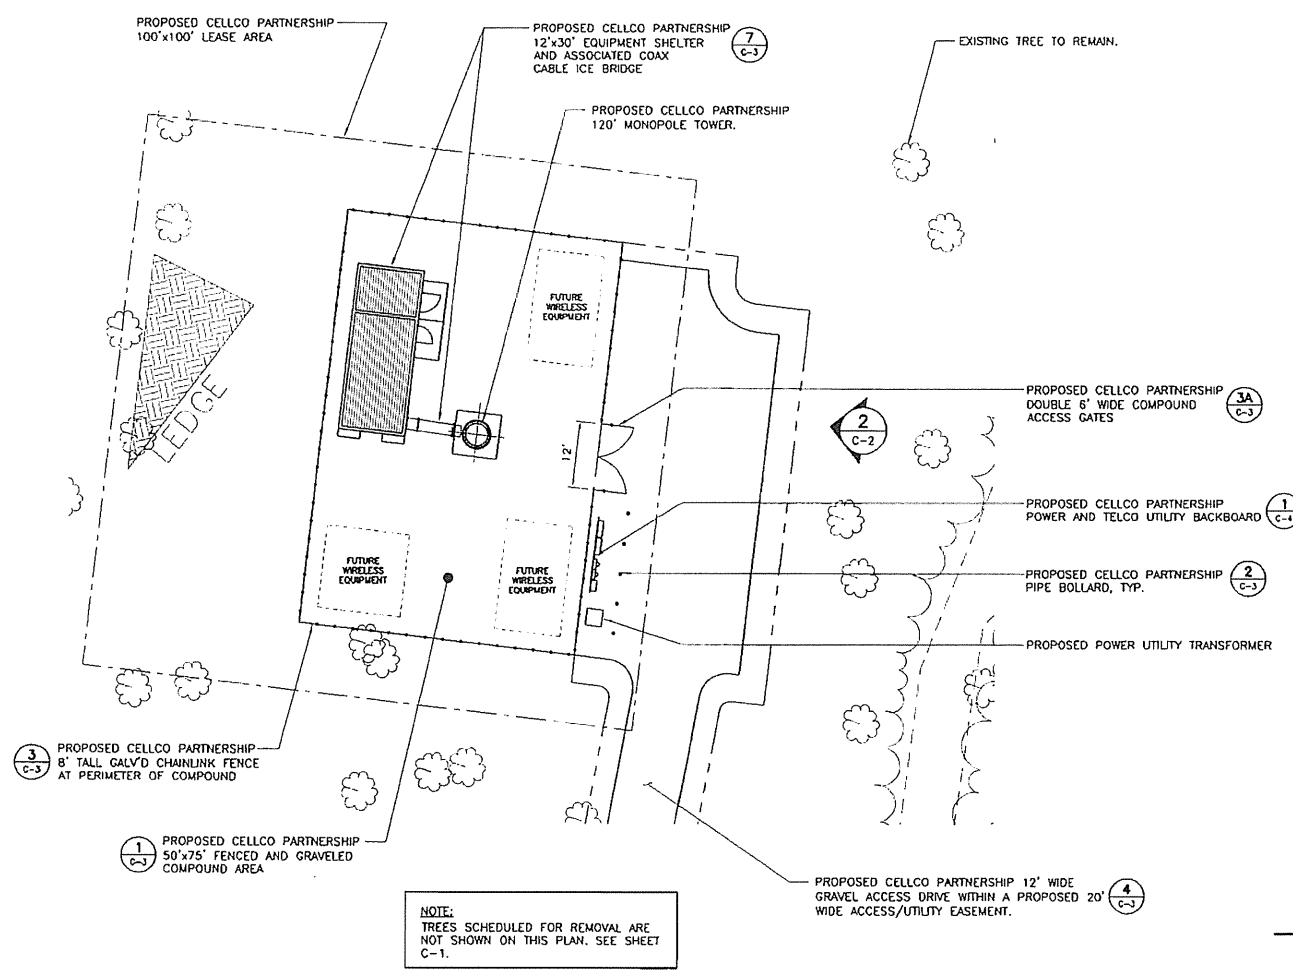 PROPOSED CELLCO PARTNERSHIP
100'x100' LEASE AREA
PROPOSED CELLCO PARTNERSHIP
12'x30' EQUIPMENT SHELTER
AND ASSOCIATED COAX
CABLE ICE BRIDGE
7
C-3
EXISTING TREE TO REMAIN.
PROPOSED CELLCO PARTNERSHIP
120' MONOPOLE TOWER.
FUTURE
WIRELESS
EQUIPMENT
LEDGE
PROPOSED CELLCO PARTNERSHIP
DOUBLE 6' WIDE COMPOUND
ACCESS GATES
3A
C-3
2
C-2
12'
PROPOSED CELLCO PARTNERSHIP
POWER AND TELCO UTILITY BACKBOARD
1
C-4
FUTURE
WIRELESS
EQUIPMENT
FUTURE
WIRELESS
EQUIPMENT
PROPOSED CELLCO PARTNERSHIP
PIPE BOLLARD, TYP.
2
C-3
PROPOSED POWER UTILITY TRANSFORMER
3
C-3
PROPOSED CELLCO PARTNERSHIP
8' TALL GALV'D CHAINLINK FENCE
AT PERIMETER OF COMPOUND
1
C-3
PROPOSED CELLCO PARTNERSHIP
50'x75' FENCED AND GRAVELED
COMPOUND AREA
PROPOSED CELLCO PARTNERSHIP 12' WIDE
GRAVEL ACCESS DRIVE WITHIN A PROPOSED 20'
WIDE ACCESS/UTILITY EASEMENT.
4
C-3
NOTE:
TREES SCHEDULED FOR REMOVAL ARE
NOT SHOWN ON THIS PLAN. SEE SHEET
C-1.